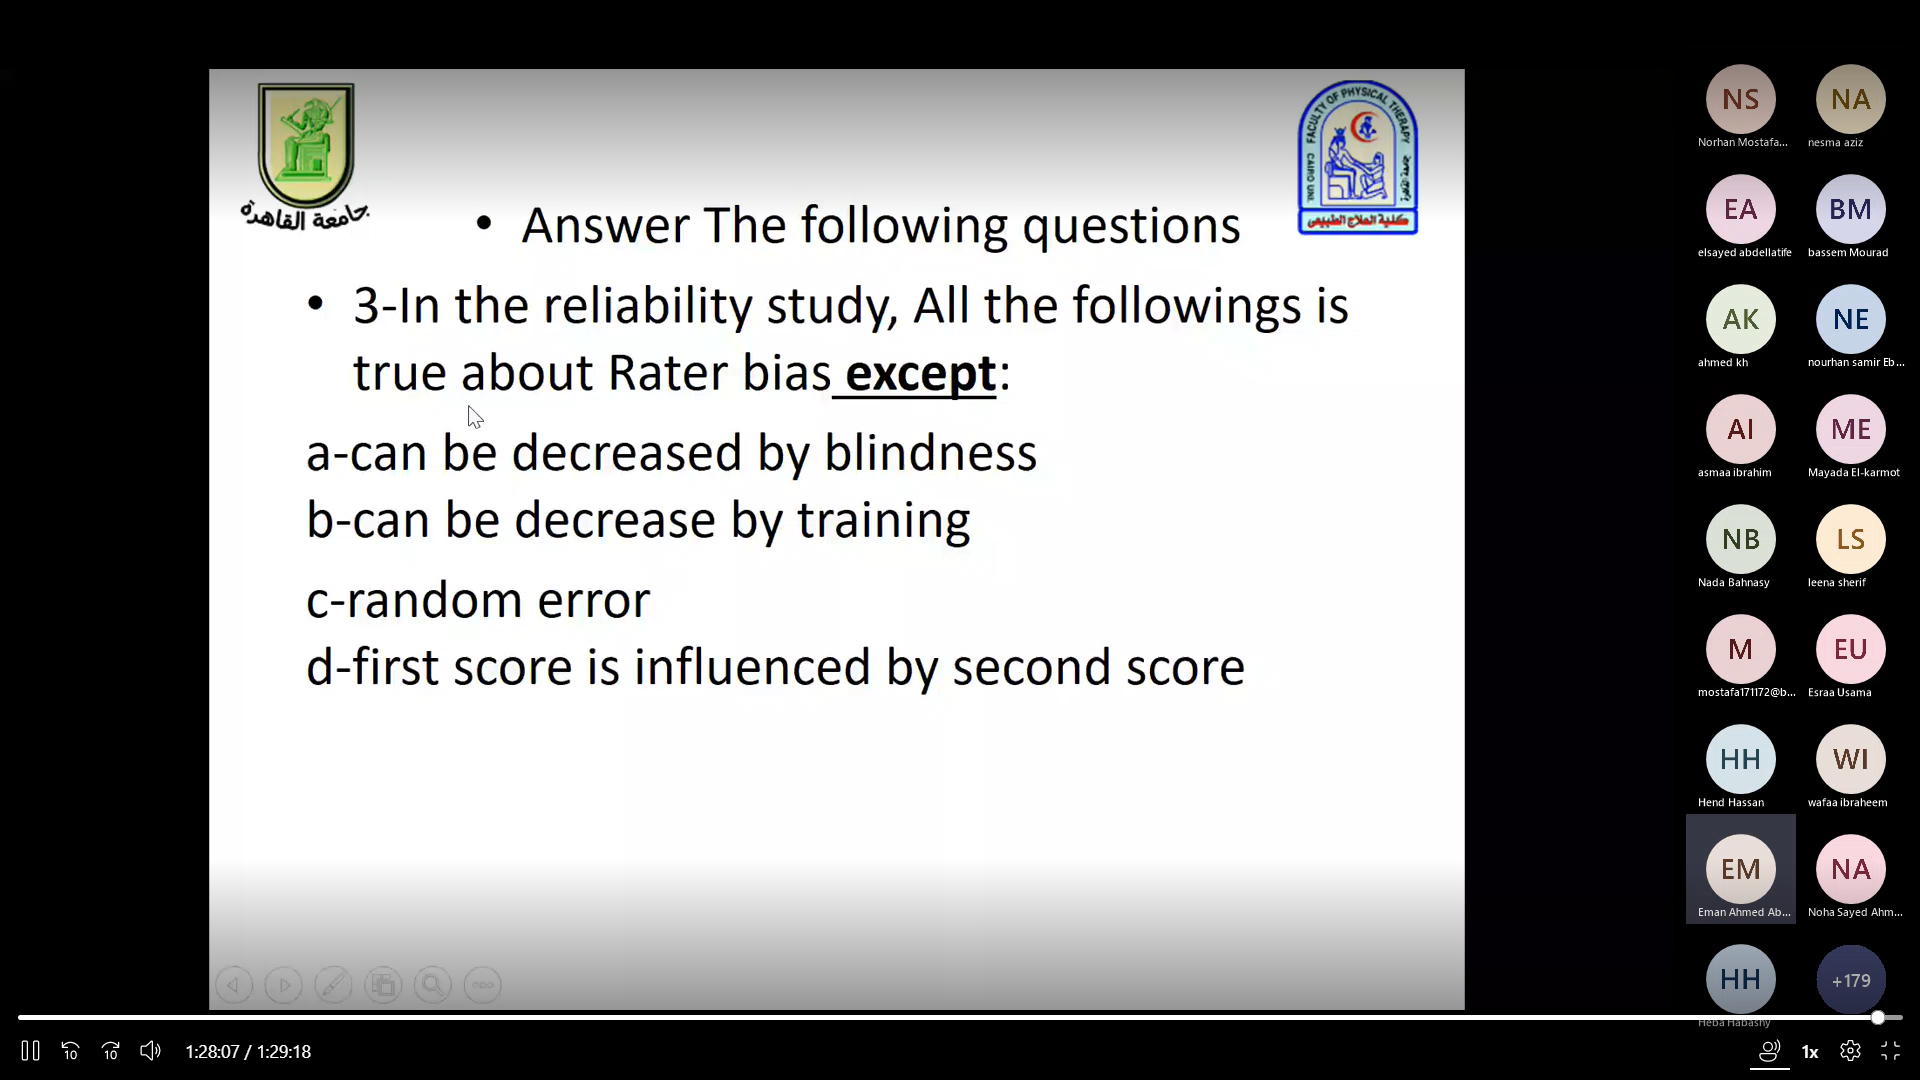 FACULTY OF PHYSICAL THERAPY
CAIRO UNI.
كلية العلاج الطبيعى
جامعة القاهرة
• Answer The following questions
• 3-In the reliability study, All the followings is
true about Rater bias except:
a-can be decreased by blindness
b-can be decrease by training
c-random error
d-first score is influenced by second score
NS
Norhan Mostafa...
NA
nesma aziz
EA
elsayed abdellatife
BM
bassem Mourad
AK
ahmed kh
NE
nourhan samir Eb...
AI
asmaa ibrahim
ME
Mayada El-karmot
NB
Nada Bahnasy
LS
leena sherif
M
mostafa171172@b...
EU
Esraa Usama
HH
Hend Hassan
WI
wafaa ibraheem
EM
Eman Ahmed Ab...
NA
Noha Sayed Ahm...
HH
Heba Habashy
+179
10
10
1:28:07 / 1:29:18
1x